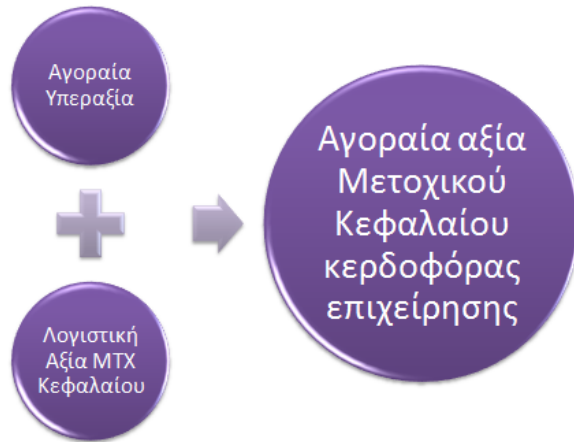 Αγοραία
Υπεραξία
Λογιστική
Αξία ΜΤΧ
Κεφαλαίου
Αγοραία αξία
Μετοχικού
Κεφαλαίου
κερδοφόρας
επιχείρησης